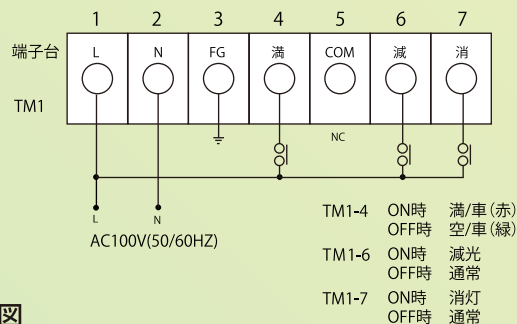 1 2 3 4 5 6 7
端子台 L N FG 満 COM 減 消
TM1
NC
L N
AC100V(50/60HZ)
TM1-4 ON時 満/車(赤)
OFF時 空/車(緑)
TM1-6 ON時 減光
OFF時 通常
TM1-7 ON時 消灯
OFF時 通常
図